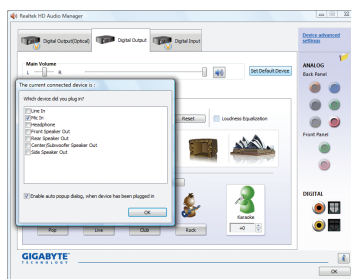 Realtek HD Audio Manager
Digital Output(Optical)
Digital Output
Digital Input
Device advanced settings
Main Volume
L
R
Set Default Device
ANALOG
Back Panel
The current connected device is :
Which device did you plug in?
Line In
Mic In
Headphone
Front Speaker Out
Rear Speaker Out
Center/Subwoofer Speaker Out
Side Speaker Out
Reset
Loudness Equalization
Front Panel
Enable auto popup dialog, when device has been plugged in
OK
DIGITAL
Karaoke
Pop
Live
Club
Rock
+0
GIGABYTE
TECHNOLOGY
OK